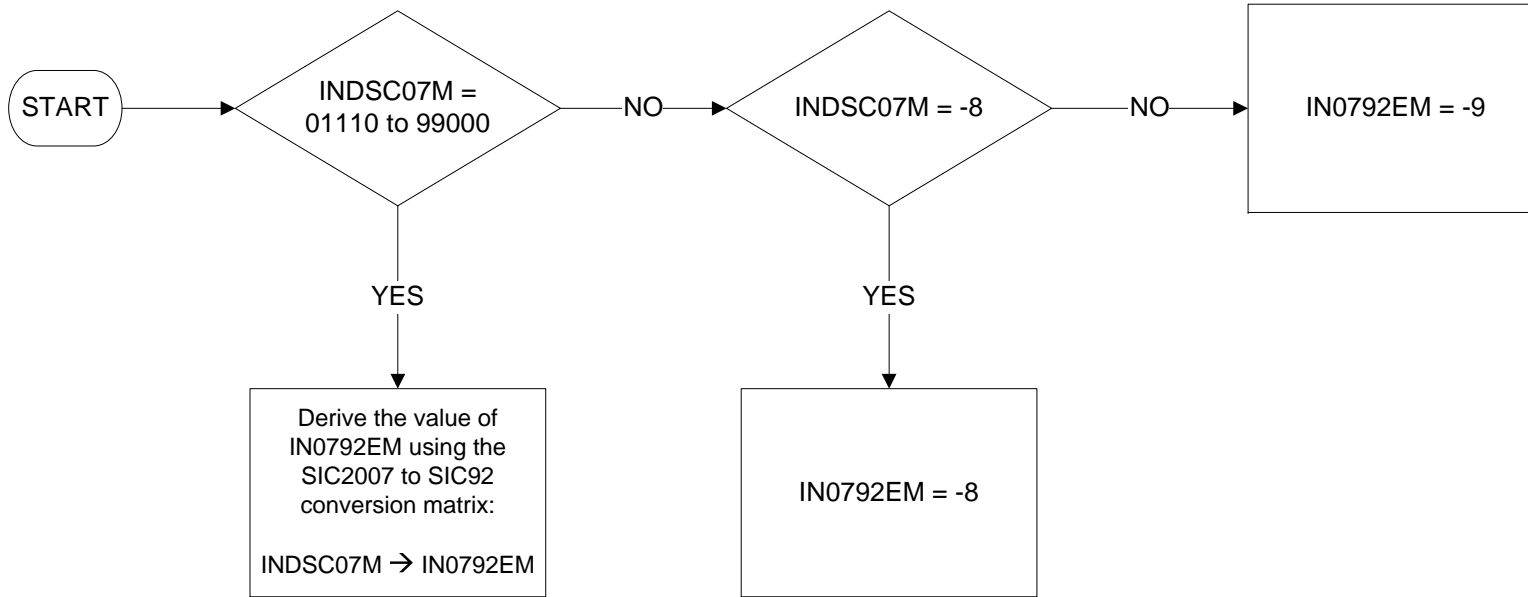 START
INDSC07M =
01110 to 99000
NO
INDSC07M = -8
NO
IN0792EM = -9
YES
YES
Derive the value of
IN0792EM using the
SIC2007 to SIC92
conversion matrix:
INDSC07M → IN0792EM
IN0792EM = -8